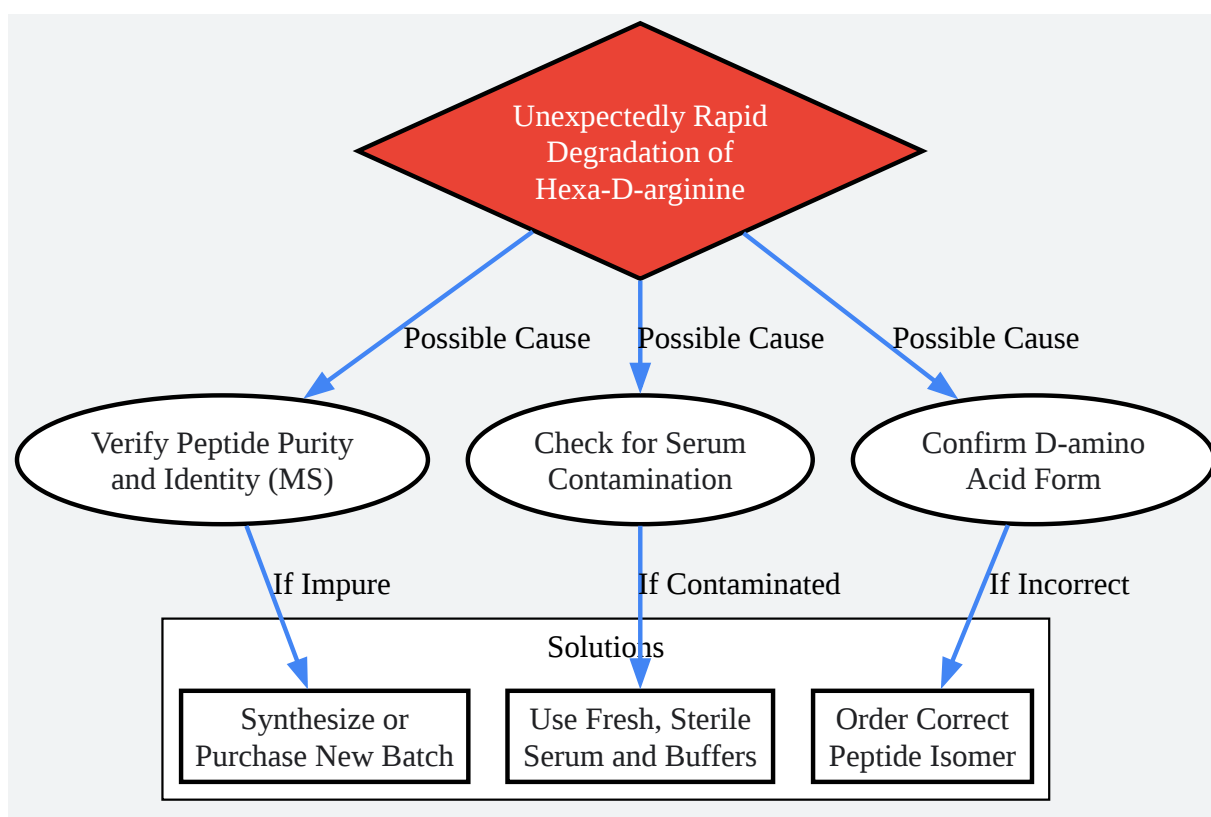 Unexpectedly Rapid
Degradation of
Hexa-D-arginine
Possible Cause
Possible Cause
Possible Cause
Verify Peptide Purity
and Identity (MS)
Check for Serum
Contamination
Confirm D-amino
Acid Form
If Impure
If Contaminated
If Incorrect
Solutions
Synthesize or
Purchase New Batch
Use Fresh, Sterile
Serum and Buffers
Order Correct
Peptide Isomer